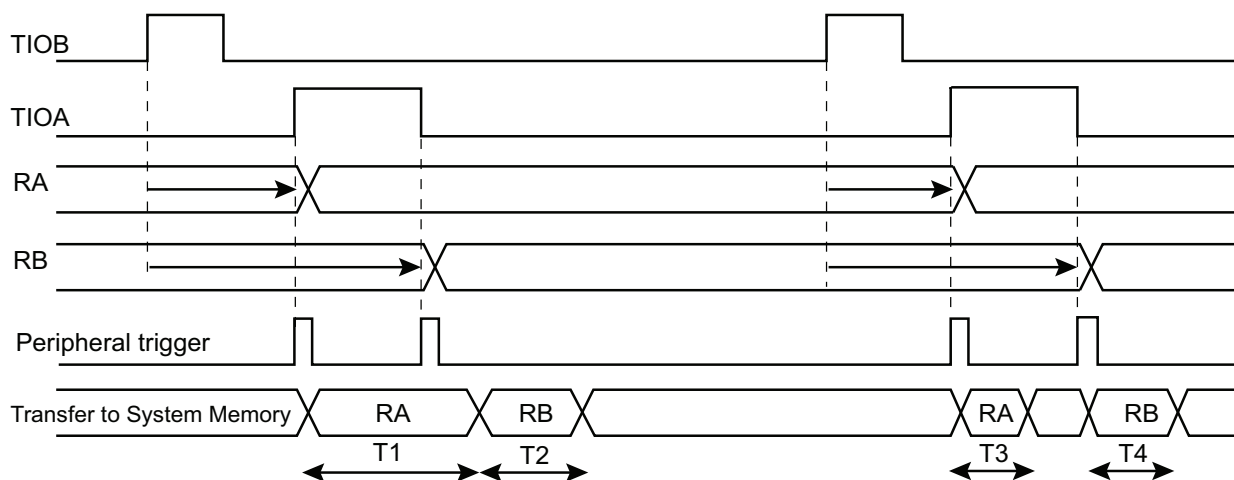 TIOB
TIOA
RA
RB
Peripheral trigger
Transfer to System Memory RA RB RA RB
T1 T2 T3 T4